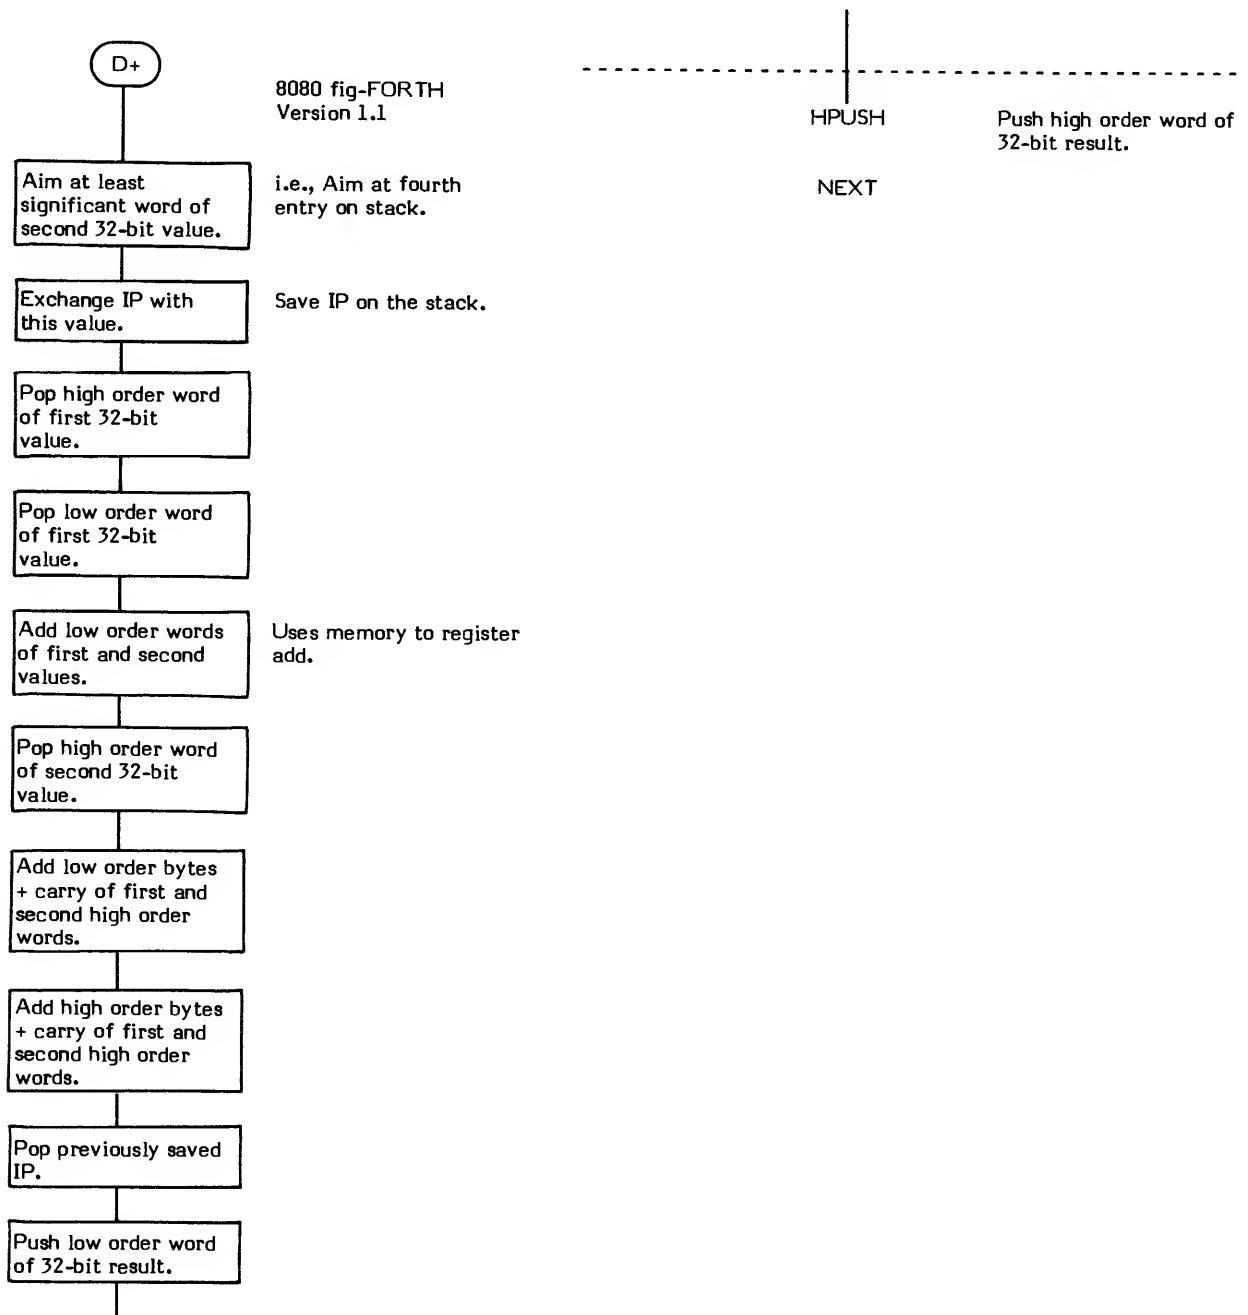 D+
8080 fig-FORTH
Version 1.1
Aim at least
significant word of
second 32-bit value.
i.e., Aim at fourth
entry on stack.
Exchange IP with
this value.
Save IP on the stack.
Pop high order word
of first 32-bit
value.
Pop low order word
of first 32-bit
value.
Add low order words
of first and second
values.
Uses memory to register
add.
Pop high order word
of second 32-bit
value.
Add low order bytes
+ carry of first and
second high order
words.
Add high order bytes
+ carry of first and
second high order
words.
Pop previously saved
IP.
Push low order word
of 32-bit result.
HPUSH
Push high order word of
32-bit result.
NEXT